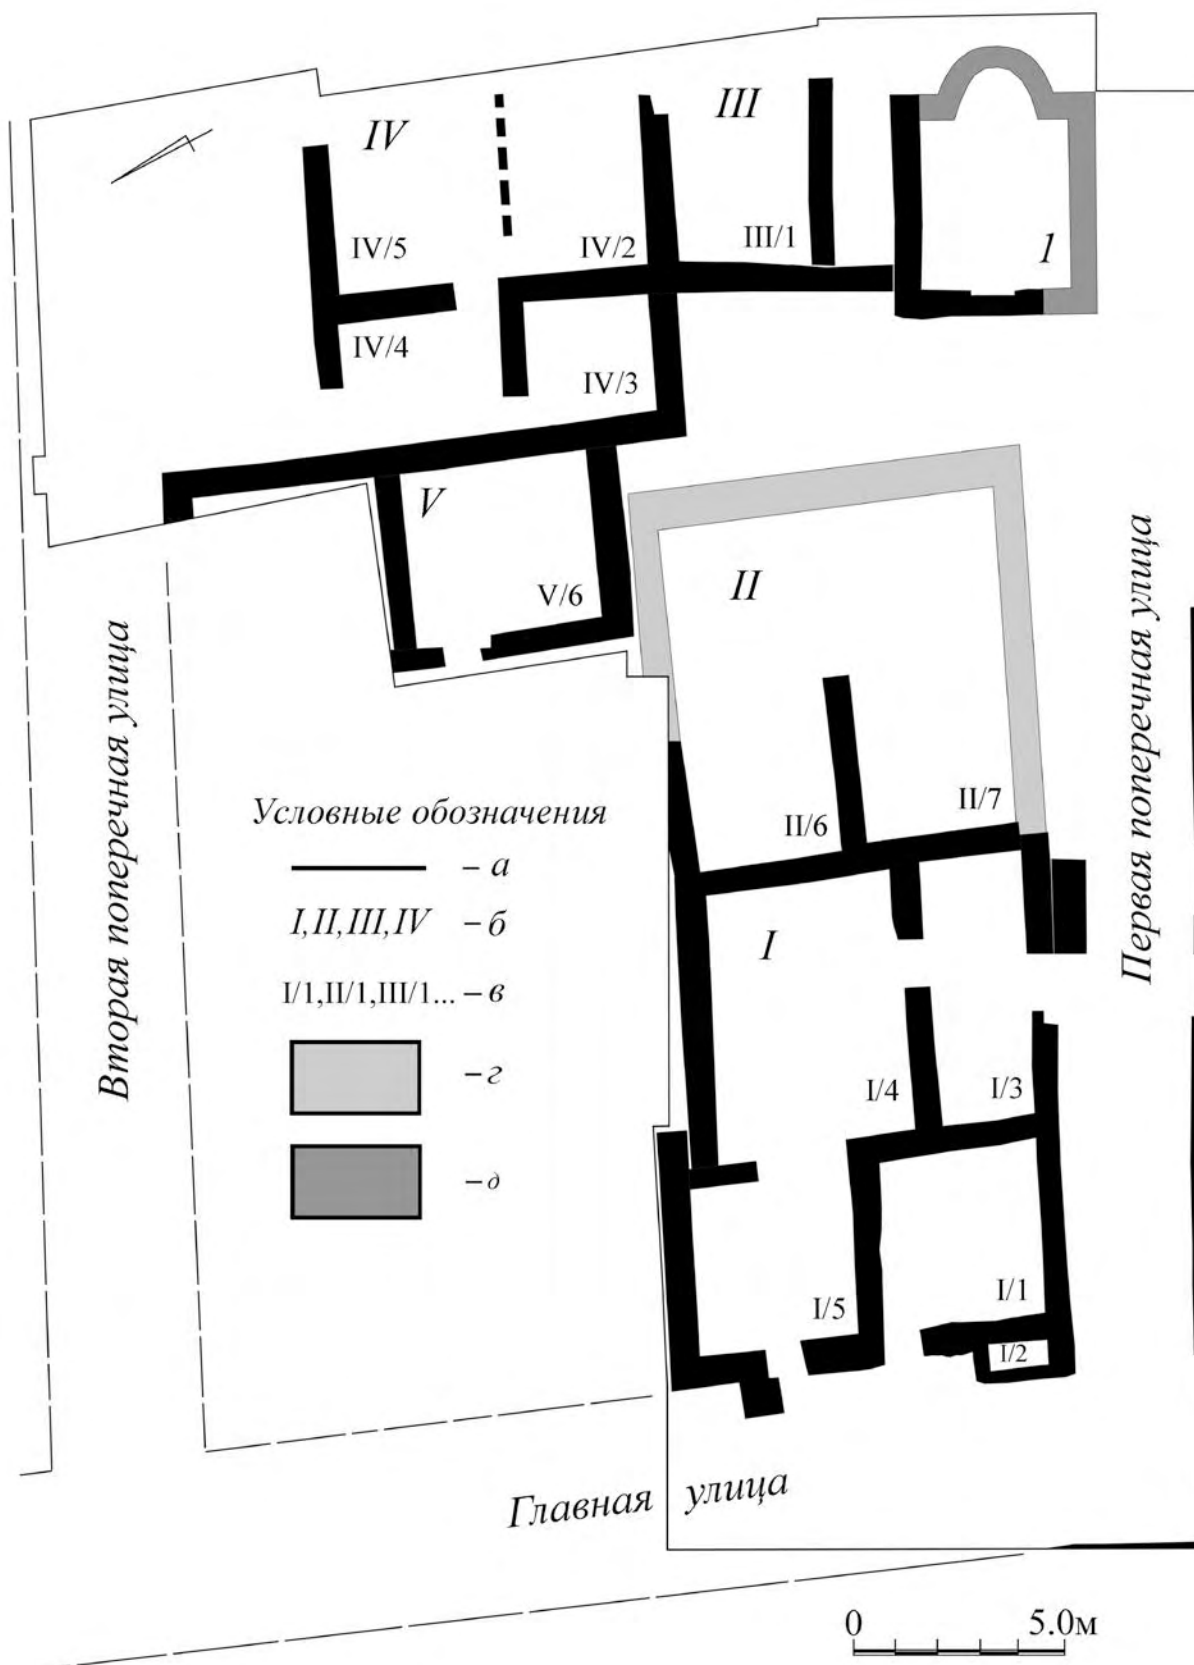 III
IV
IV/5
IV/2
III/1
1
IV/4
IV/3
V
II
V/6
Вторая поперечная улица
Первая поперечная улица
II/7
II/6
Условные обозначения
– а
I,II,III,IV – б
I/1,II/1,III/1... – в
– г
– д
I
I/4
I/3
I/1
I/5
I/2
Главная улица
0 5.0м